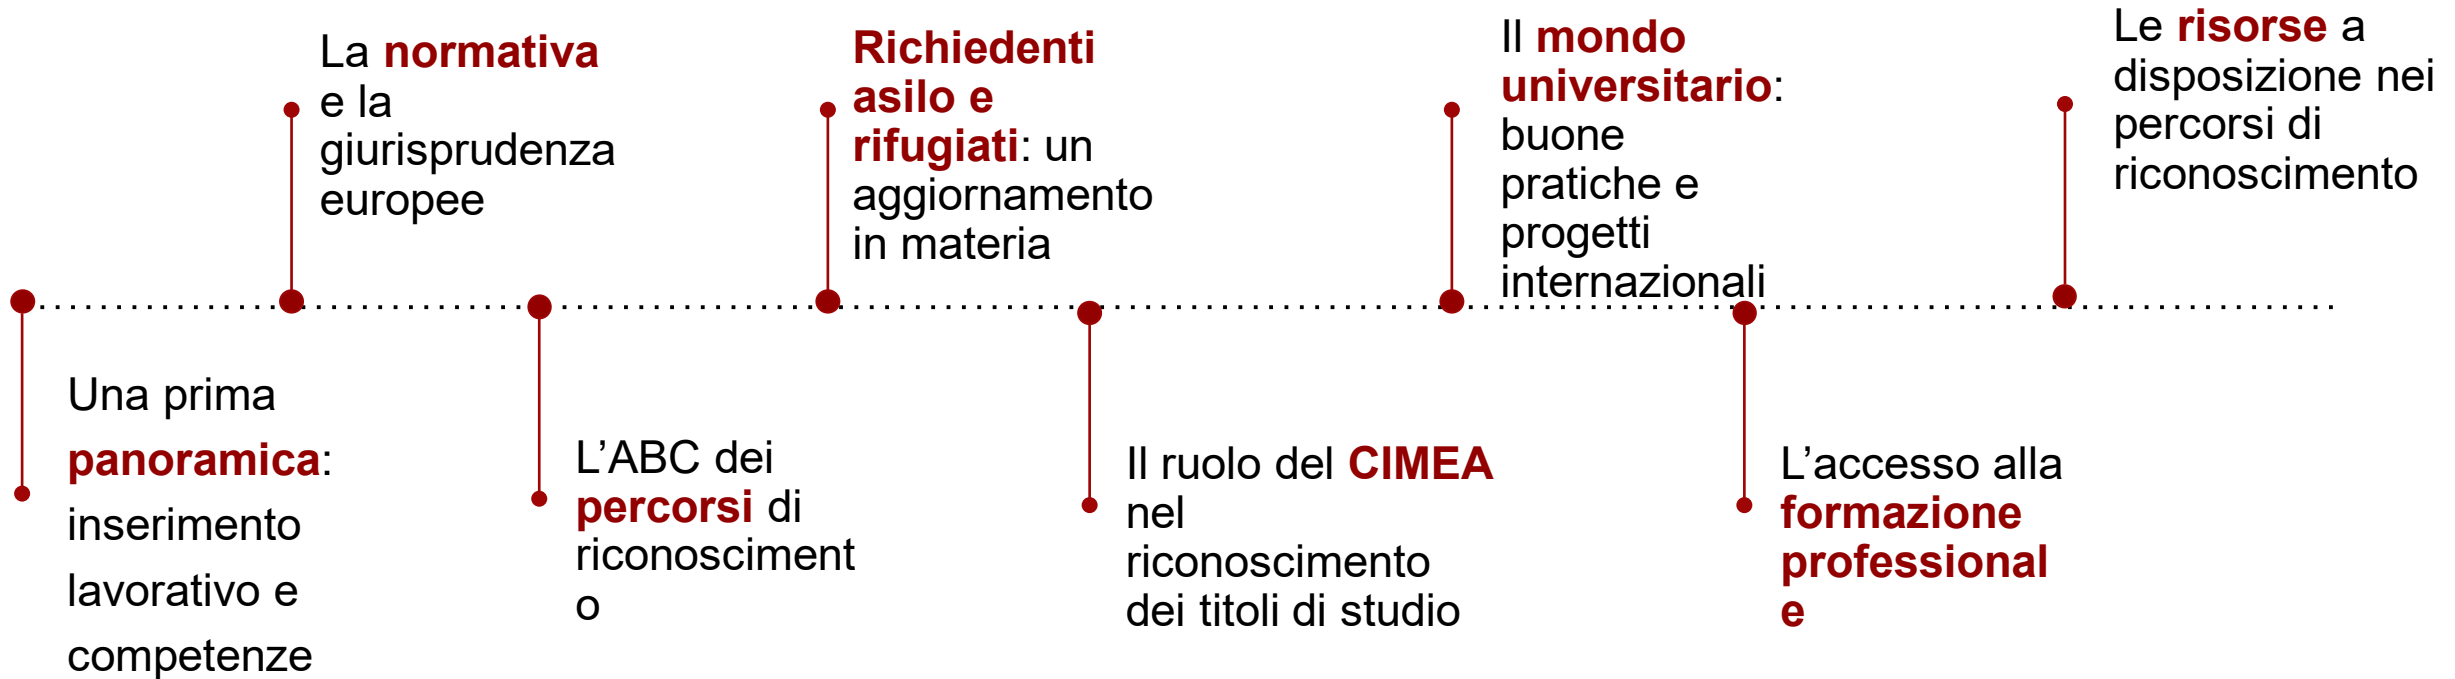 Una prima
panoramica:
inserimento
lavorativo e
competenze
La normativa
e la
giurisprudenza
europee
L’ABC dei
percorsi di
riconosciment
o
Richiedenti
asilo e
rifugiati: un
aggiornamento
in materia
Il ruolo del CIMEA
nel
riconoscimento
dei titoli di studio
Il mondo
universitario:
buone
pratiche e
progetti
internazionali
L’accesso alla
formazione
professional
e
Le risorse a
disposizione nei
percorsi di
riconoscimento